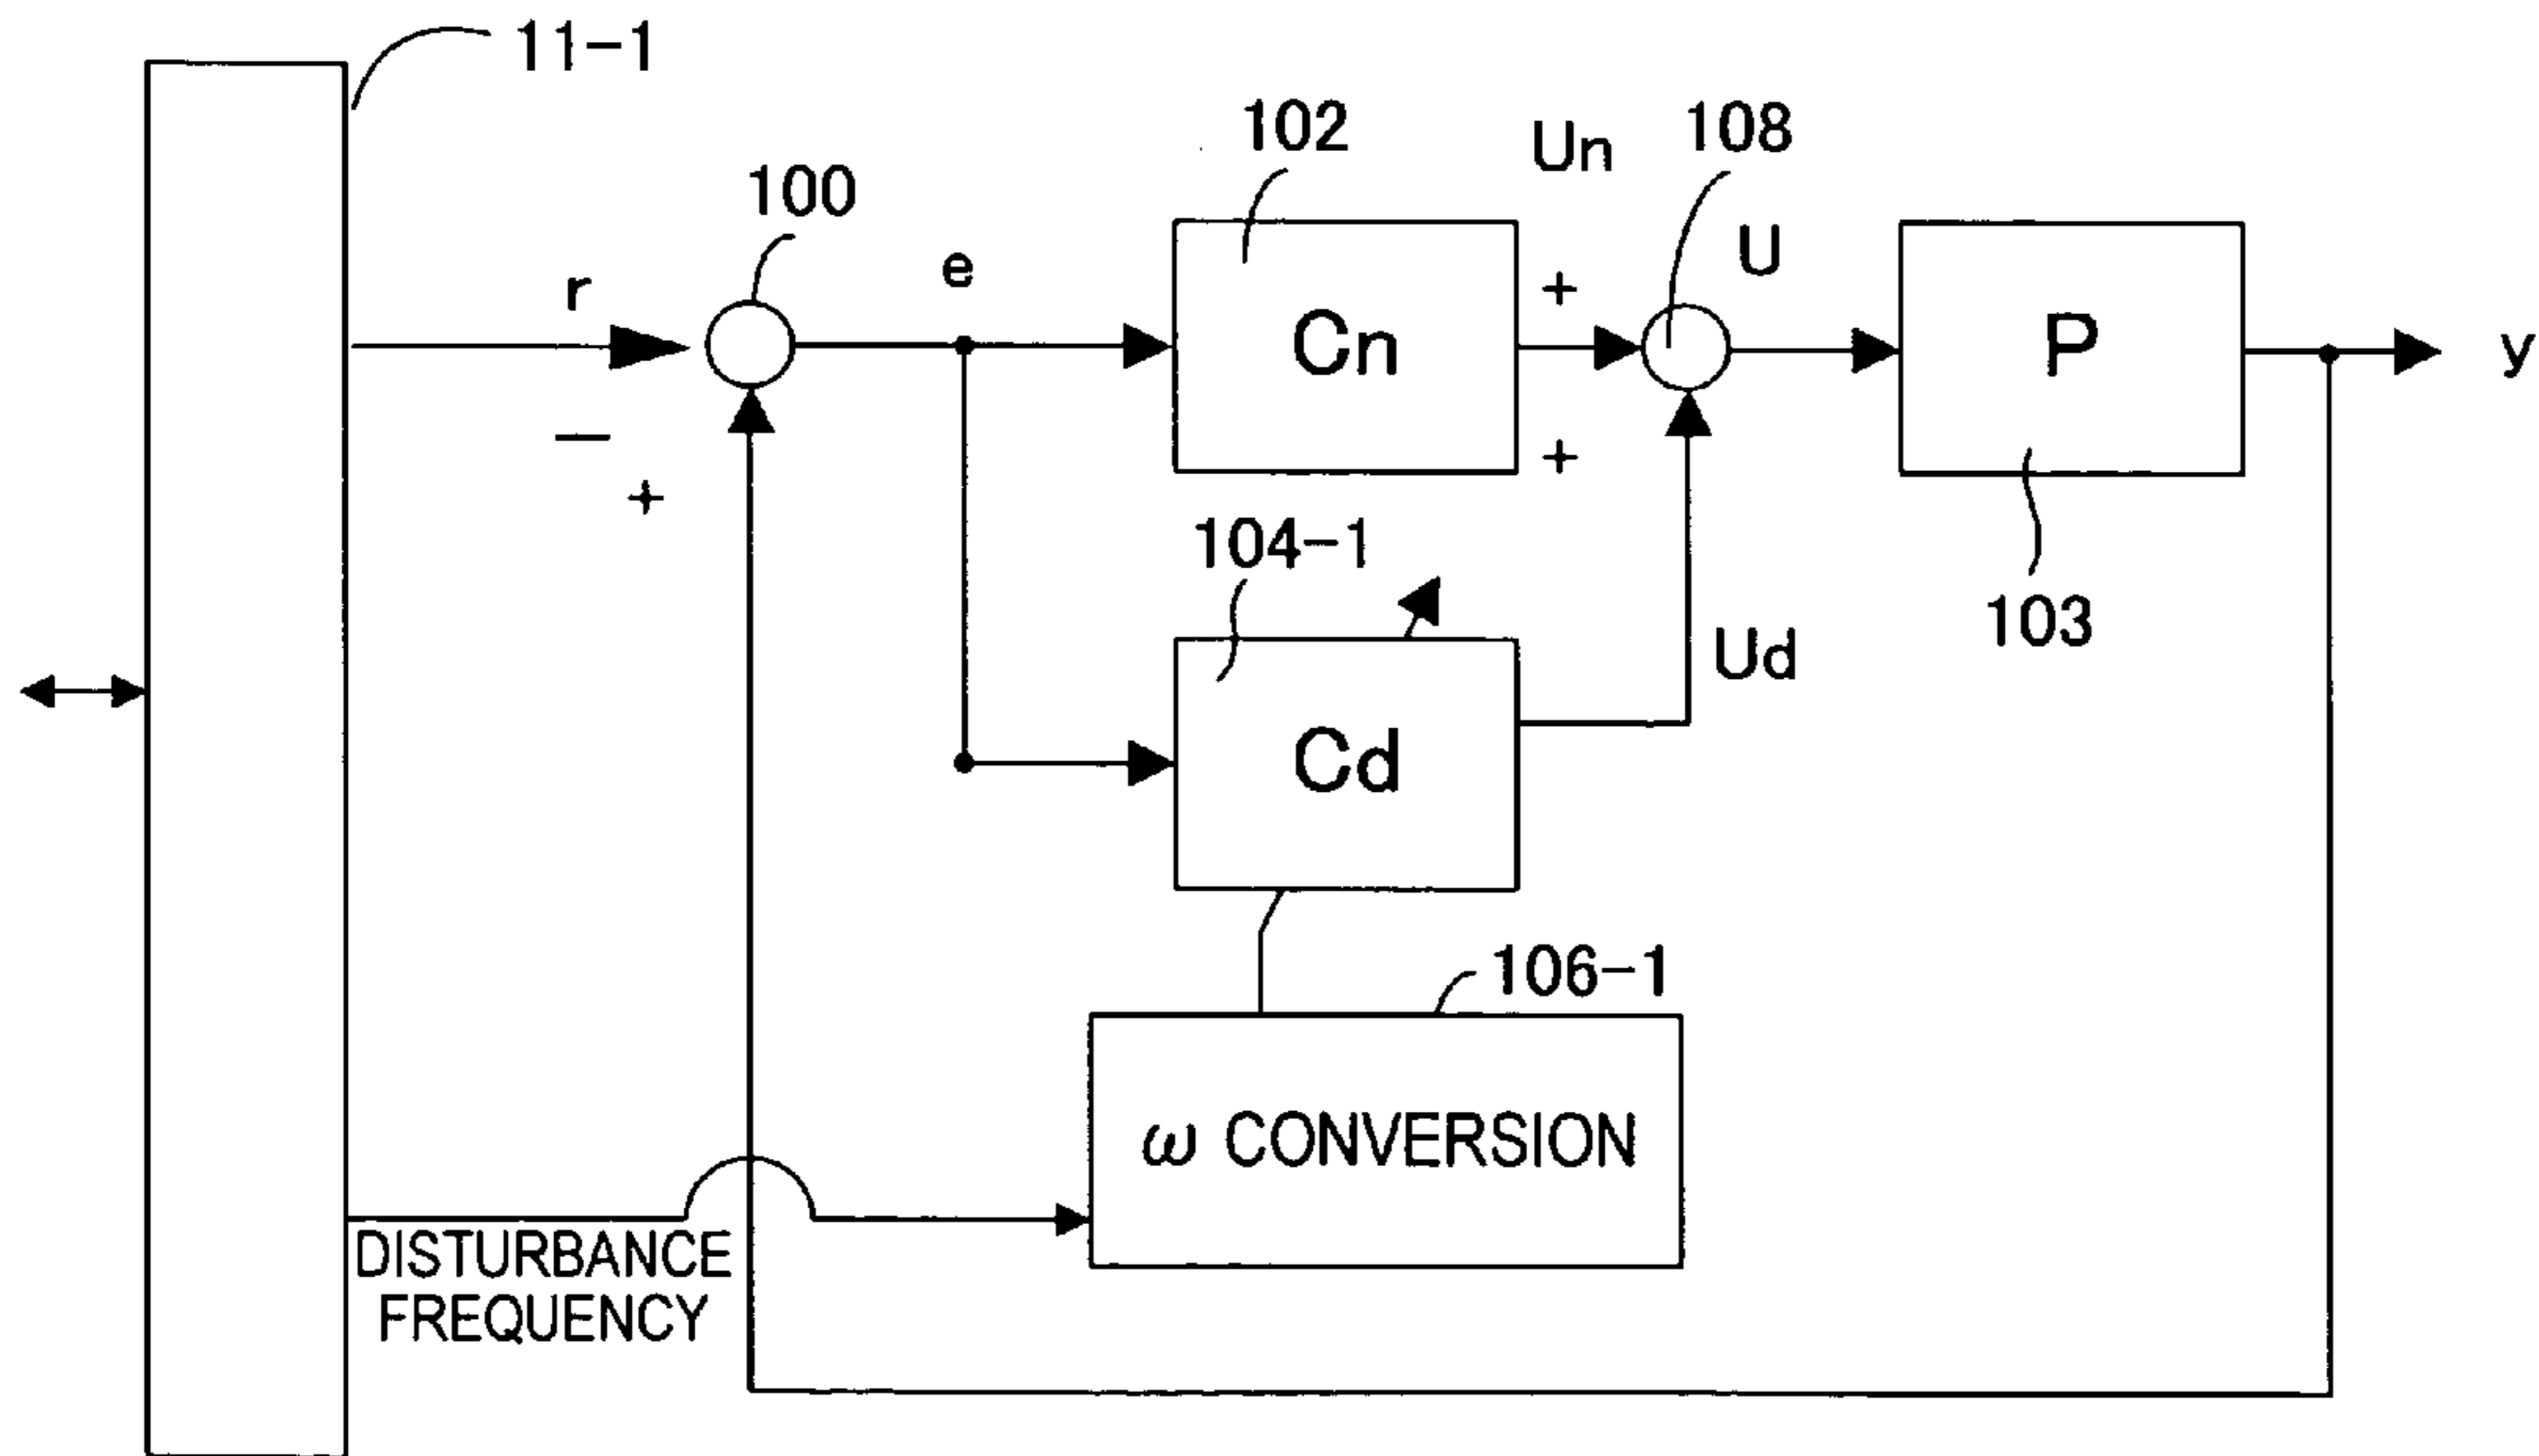 11-1
102
Un
108
100
U
r
e
+
Cn
P
y
−
+
+
104-1
103
Ud
Cd
106-1
ω CONVERSION
DISTURBANCE
FREQUENCY